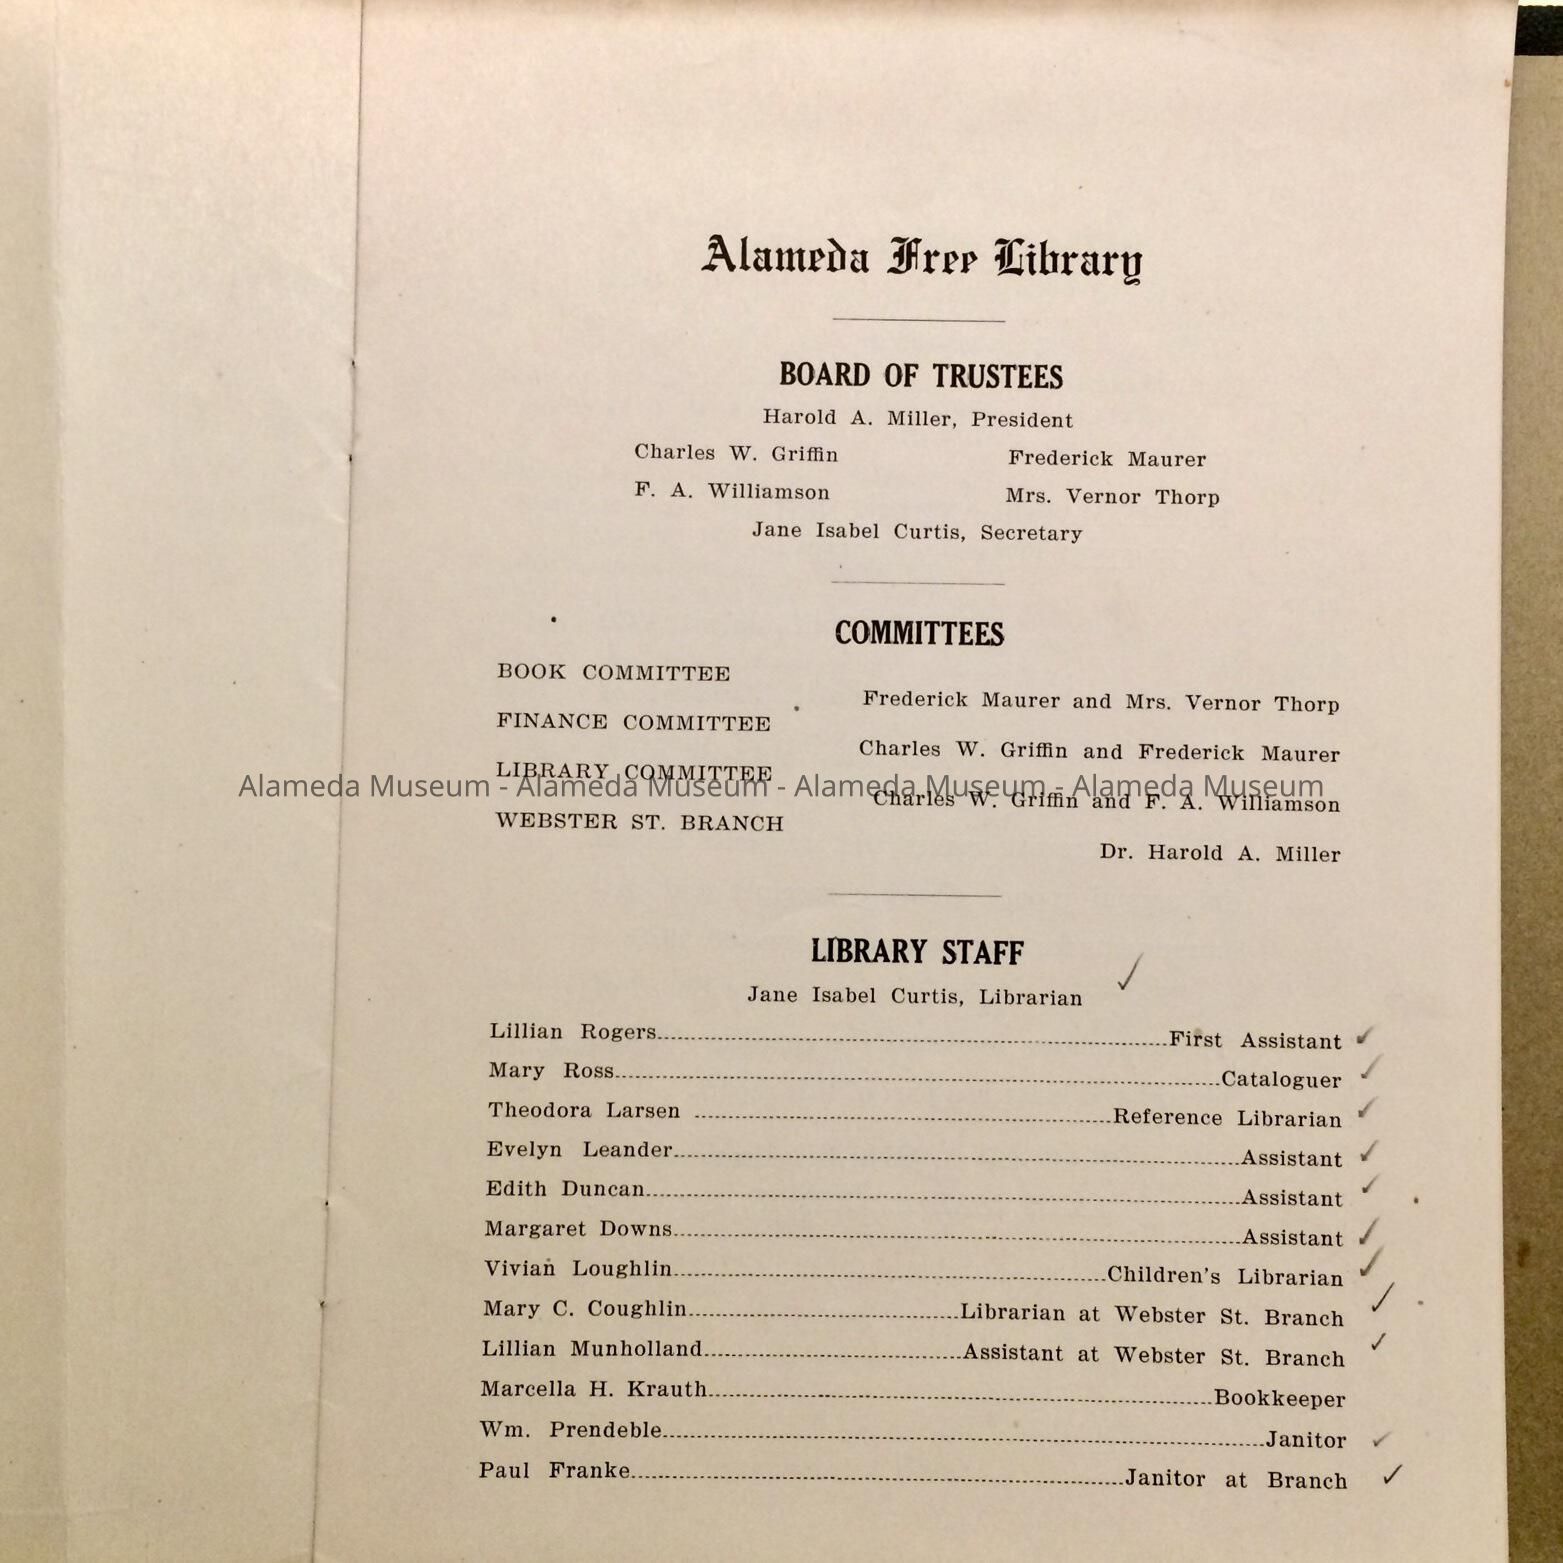 Alameda Free Library
BOARD OF TRUSTEES
Harold A. Miller, President
Charles W. Griffin Frederick Maurer
F. A. Williamson Mrs. Vernor Thorp
Jane Isabel Curtis, Secretary
COMMITTEES
BOOK COMMITTEE
Frederick Maurer and Mrs. Vernor Thorp
FINANCE COMMITTEE
Charles W. Griffin and Frederick Maurer
LIBRARY COMMITTEE
Alameda Museum - Alameda Museum - Alameda Museum - Alameda Museum
Charles W. Griffin and F. A. Williamson
WEBSTER ST. BRANCH
Dr. Harold A. Miller
LIBRARY STAFF
Jane Isabel Curtis, Librarian ✓
Lillian Rogers First Assistant ✓
Mary Ross Cataloguer ✓
Theodora Larsen Reference Librarian ✓
Evelyn Leander Assistant ✓
Edith Duncan Assistant ✓
Margaret Downs Assistant ✓
Vivian Loughlin Children's Librarian ✓
Mary C. Coughlin Librarian at Webster St. Branch ✓
Lillian Munholland Assistant at Webster St. Branch ✓
Marcella H. Krauth Bookkeeper
Wm. Prendeble Janitor ✓
Paul Franke Janitor at Branch ✓